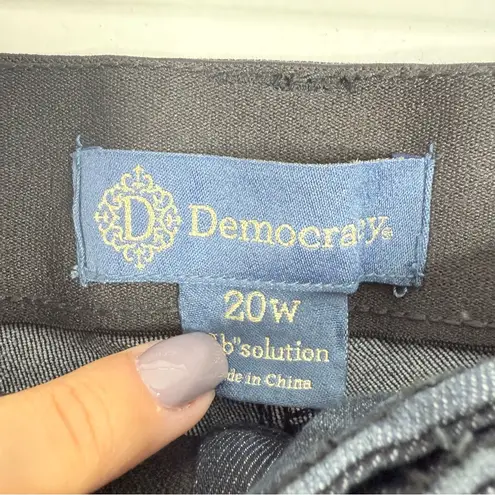 D Democracy®
20W
b"solution
de in China